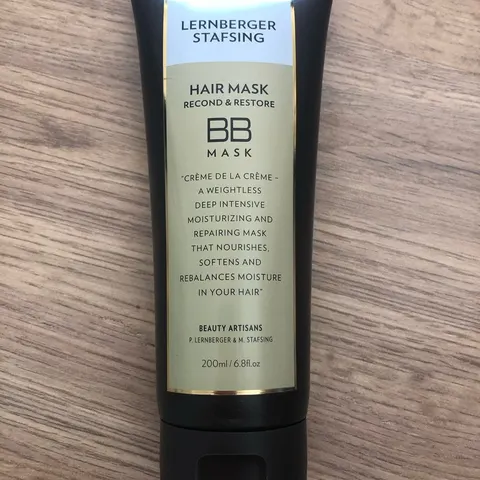 LERNBERGER
STAFSING
HAIR MASK
RECOND & RESTORE
BB
MASK
"CRÈME DE LA CRÈME –
A WEIGHTLESS
DEEP INTENSIVE
MOISTURIZING AND
REPAIRING MASK
THAT NOURISHES,
SOFTENS AND
REBALANCES MOISTURE
IN YOUR HAIR"
BEAUTY ARTISANS
P. LERNBERGER & M. STAFSING
200ml / 6.8fl.oz